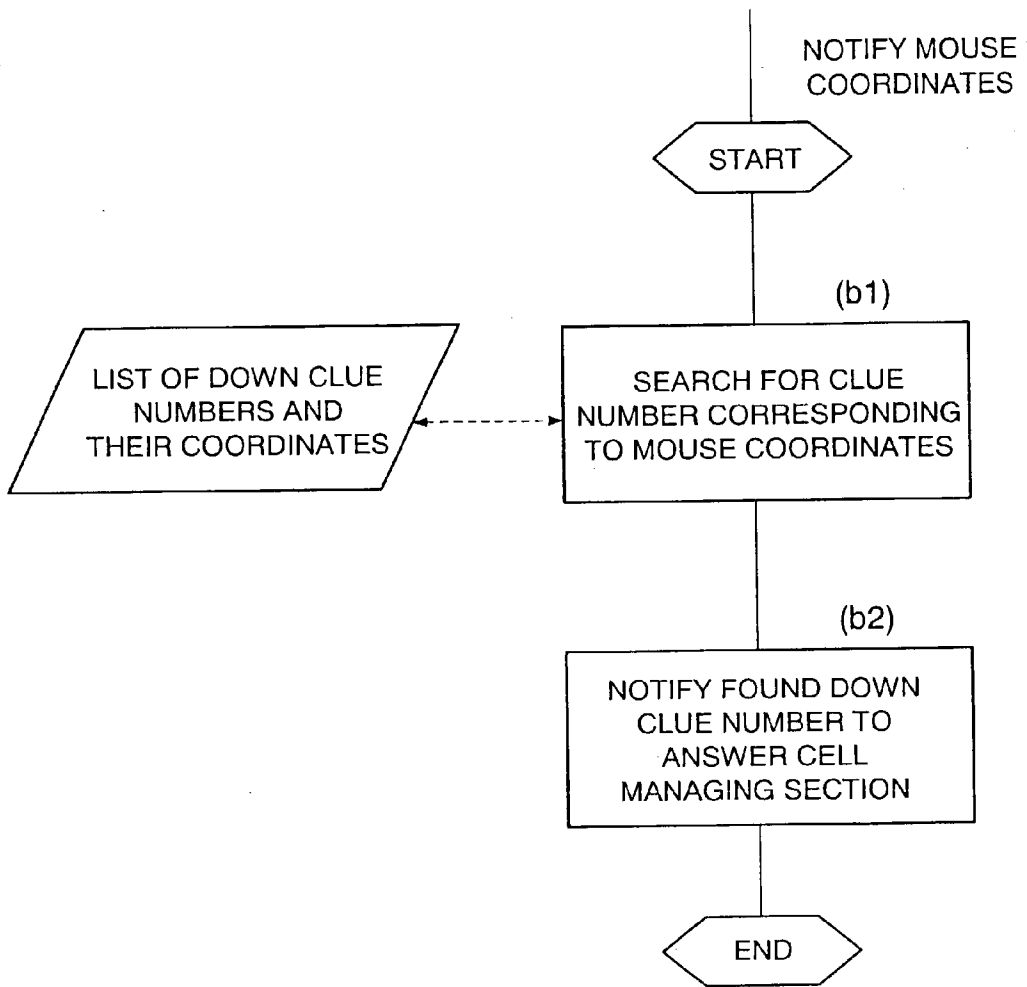 NOTIFY MOUSE
COORDINATES
START
(b1)
LIST OF DOWN CLUE
NUMBERS AND
THEIR COORDINATES
SEARCH FOR CLUE
NUMBER CORRESPONDING
TO MOUSE COORDINATES
(b2)
NOTIFY FOUND DOWN
CLUE NUMBER TO
ANSWER CELL
MANAGING SECTION
END